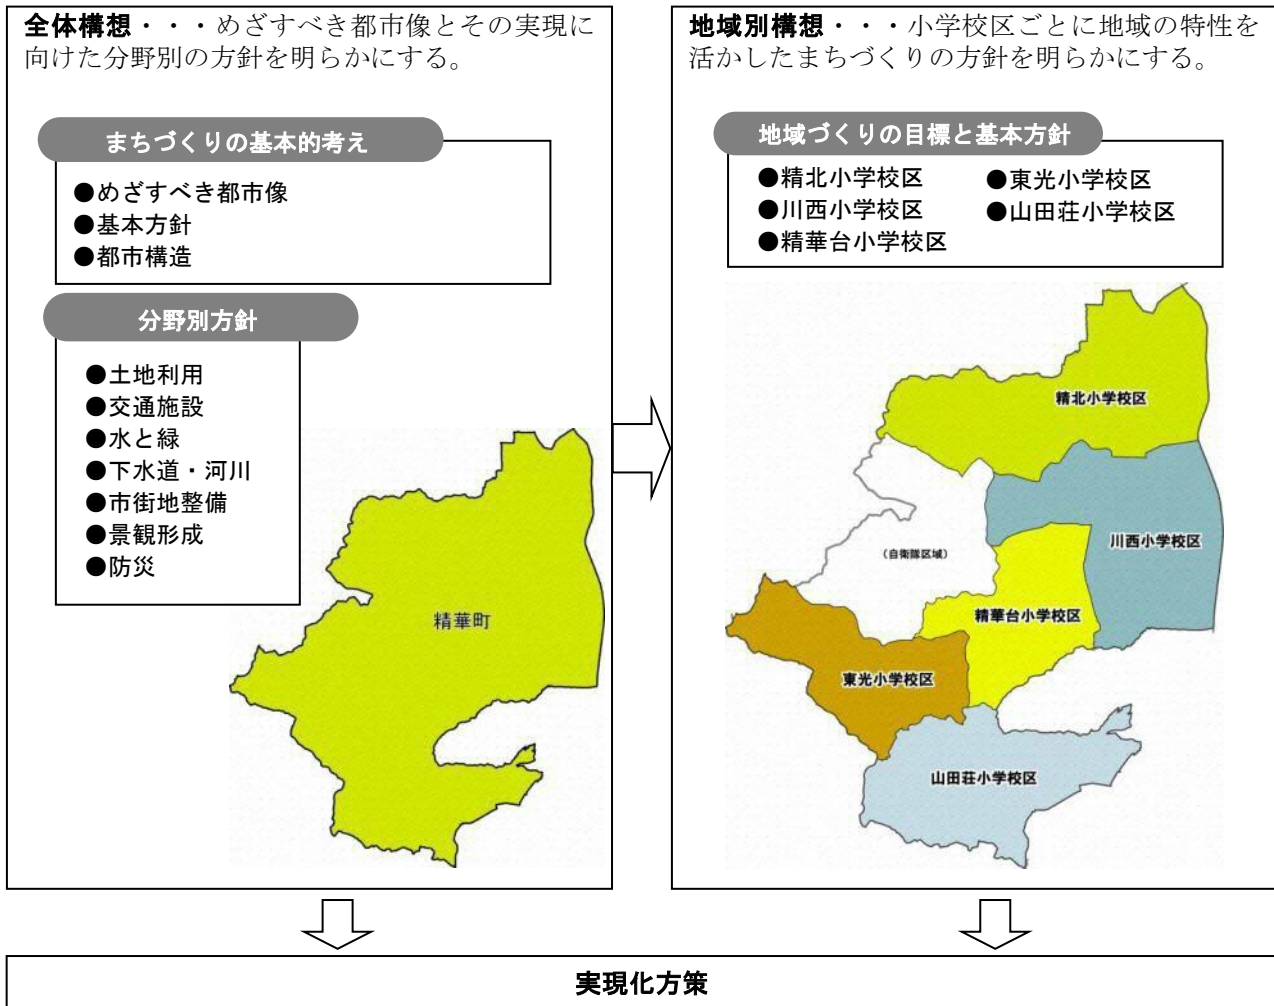 全体構想・・・めざすべき都市像とその実現に
向けた分野別の方針を明らかにする。
まちづくりの基本的考え
●めざすべき都市像
●基本方針
●都市構造
分野別方針
●土地利用
●交通施設
●水と緑
●下水道・河川
●市街地整備
●景観形成
●防災
精華町
地域別構想・・・小学校区ごとに地域の特性を
活かしたまちづくりの方針を明らかにする。
地域づくりの目標と基本方針
●精北小学校区
●川西小学校区
●精華台小学校区
●東光小学校区
●山田荘小学校区
精北小学校区
川西小学校区
(自衛隊区域)
精華台小学校区
東光小学校区
山田荘小学校区
実現化方策